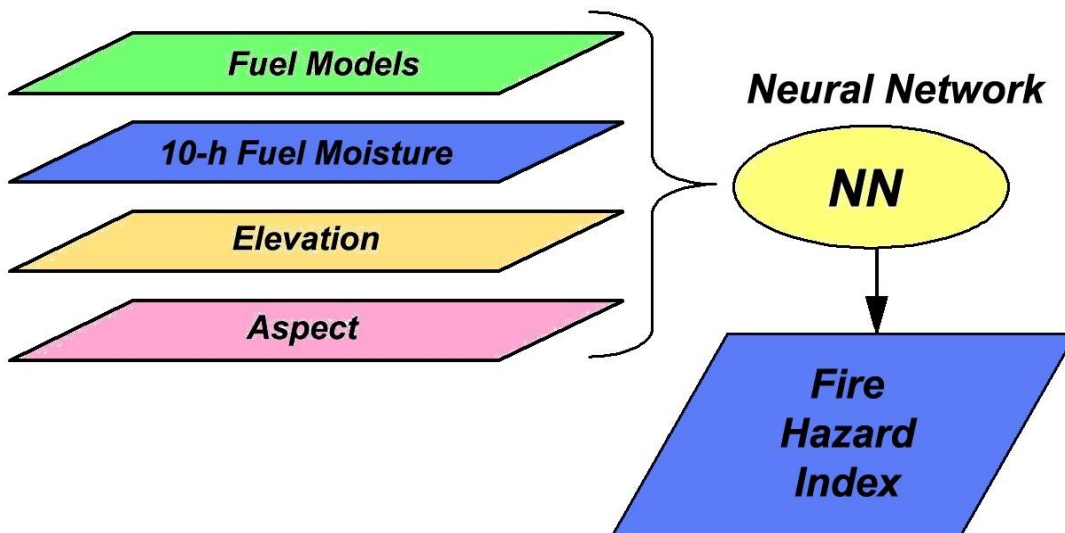 Fuel Models
10-h Fuel Moisture
Elevation
Aspect
Neural Network
NN
Fire
Hazard
Index